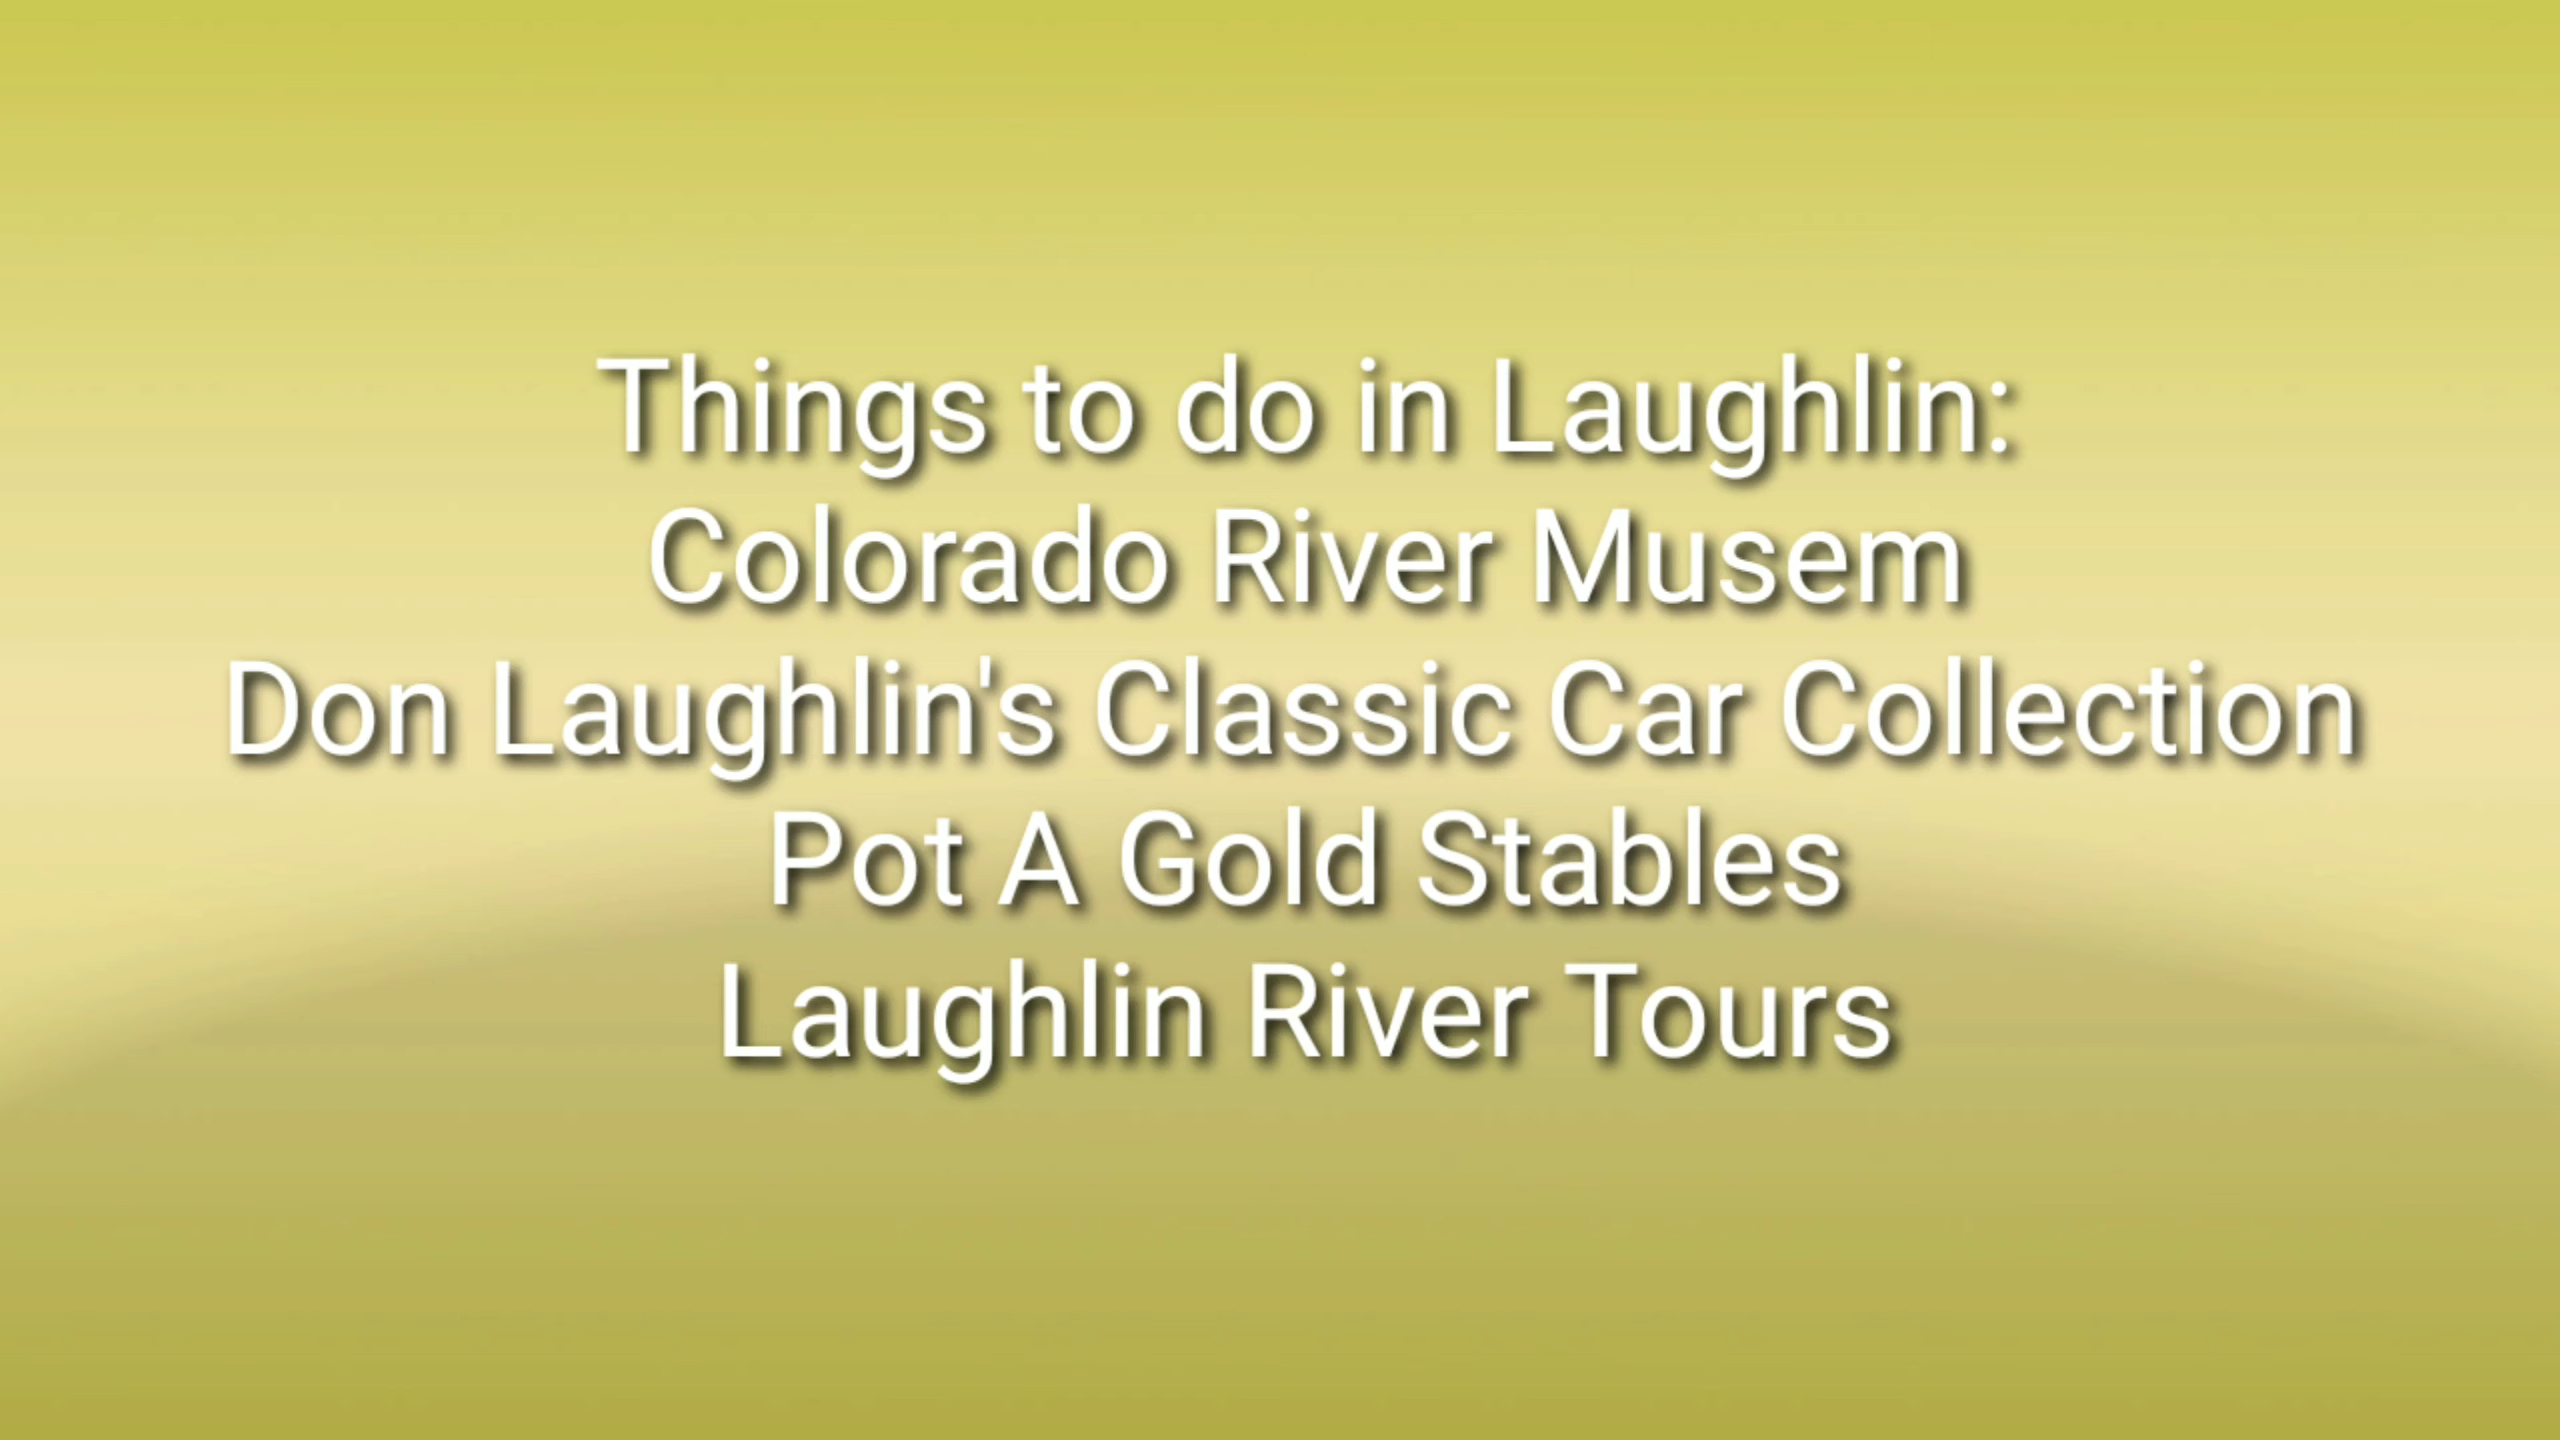 Things to do in Laughlin:
Colorado River Musem
Don Laughlin's Classic Car Collection
Pot A Gold Stables
Laughlin River Tours